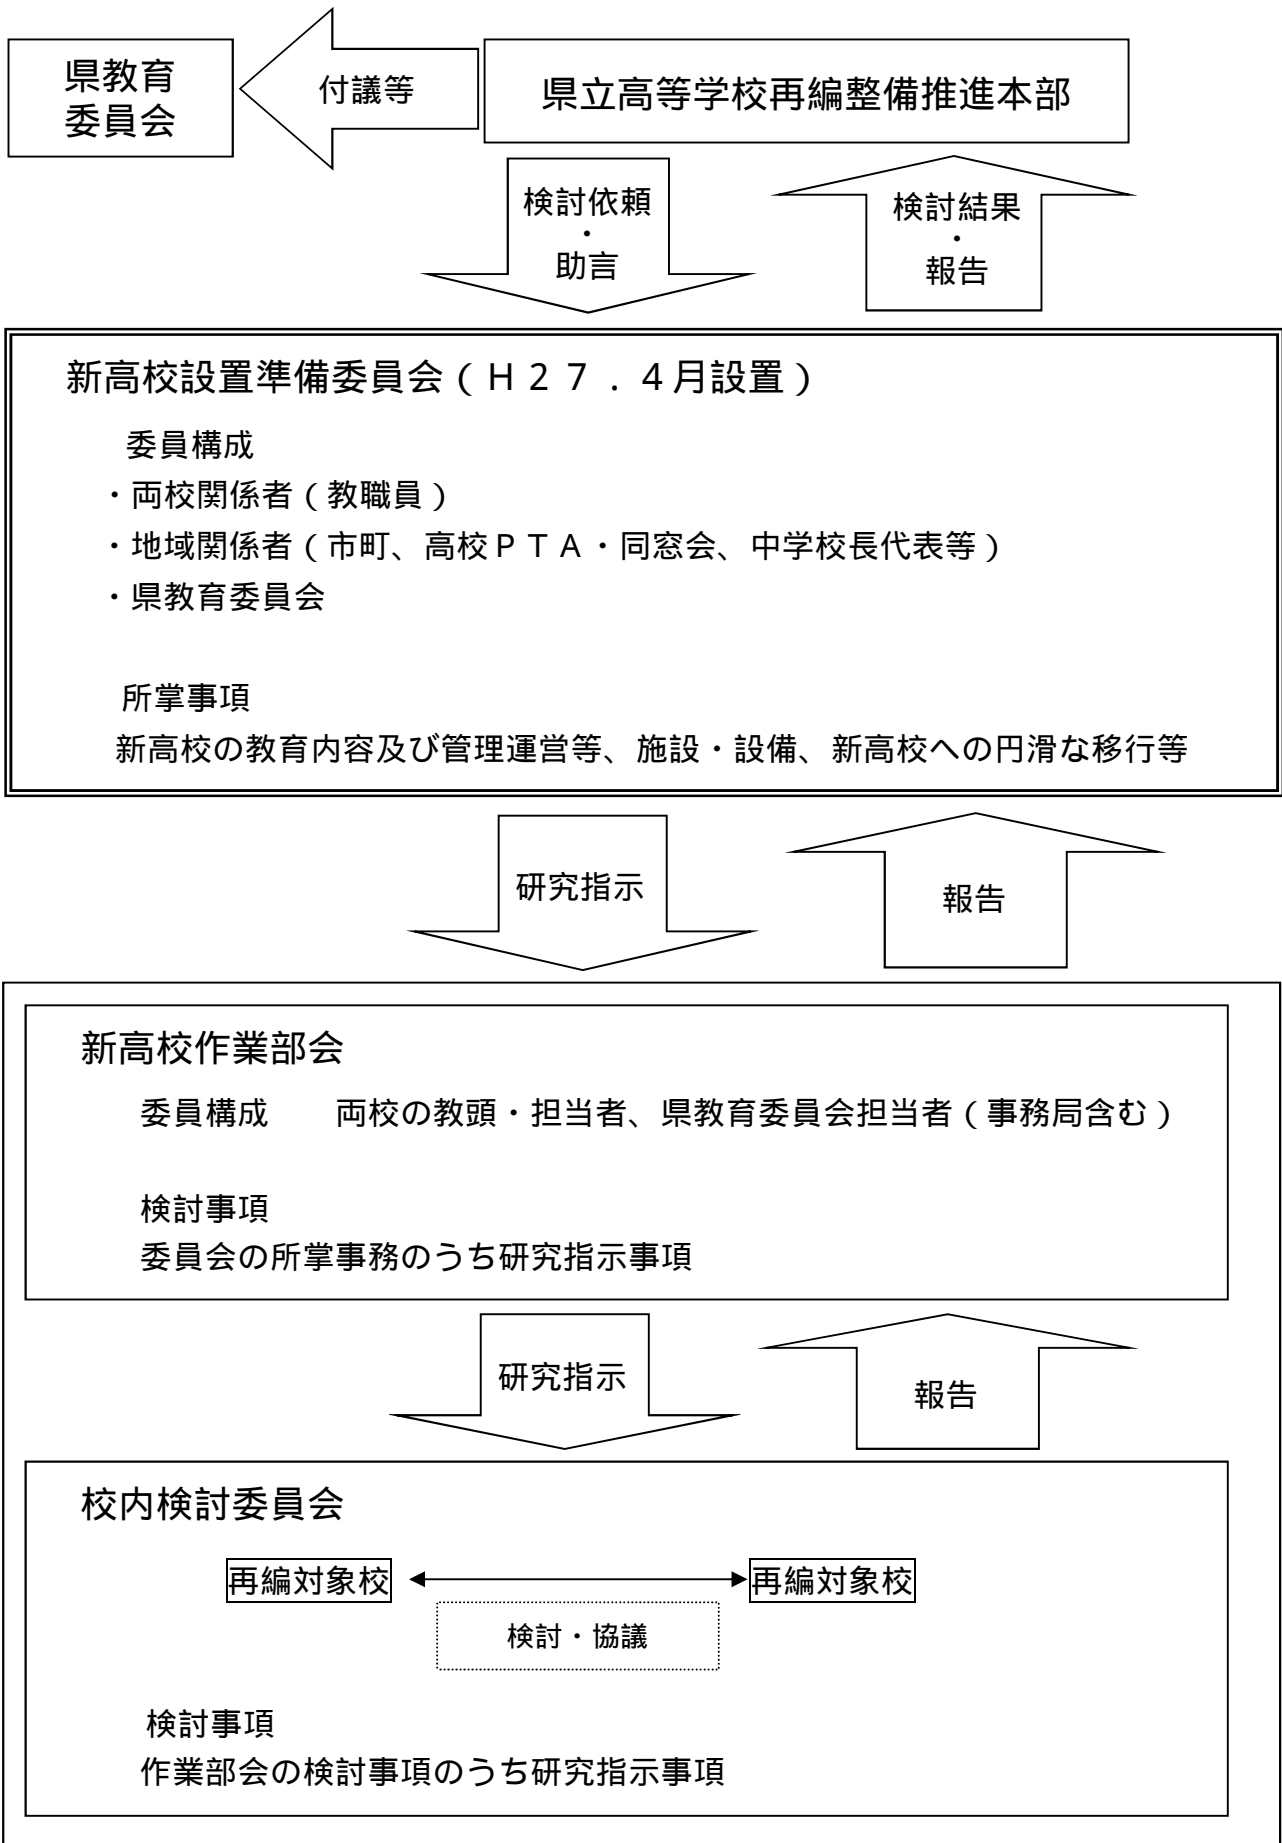 県教育
委員会
付議等
県立高等学校再編整備推進本部
検討依頼
・
助言
検討結果
・
報告
新高校設置準備委員会（Ｈ２７．４月設置）
委員構成
・両校関係者（教職員）
・地域関係者（市町、高校ＰＴＡ・同窓会、中学校長代表等）
・県教育委員会
所掌事項
新高校の教育内容及び管理運営等、施設・設備、新高校への円滑な移行等
研究指示
報告
新高校作業部会
委員構成　　両校の教頭・担当者、県教育委員会担当者（事務局含む）
検討事項
委員会の所掌事務のうち研究指示事項
研究指示
報告
校内検討委員会
再編対象校
再編対象校
検討・協議
検討事項
作業部会の検討事項のうち研究指示事項